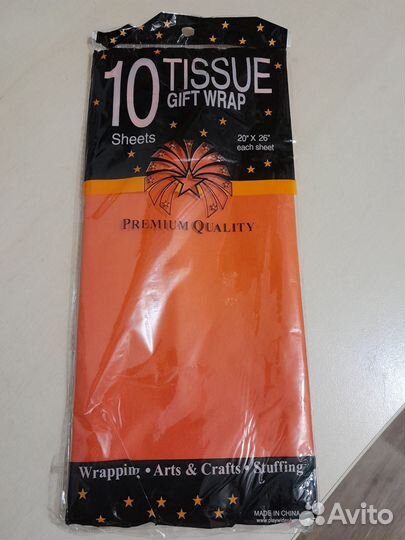 10 TISSUE
GIFT WRAP
Sheets
20" X 26"
each sheet
PREMIUM QUALITY
Wrapping • Arts & Crafts • Stuffing
MADE IN CHINA
Avito